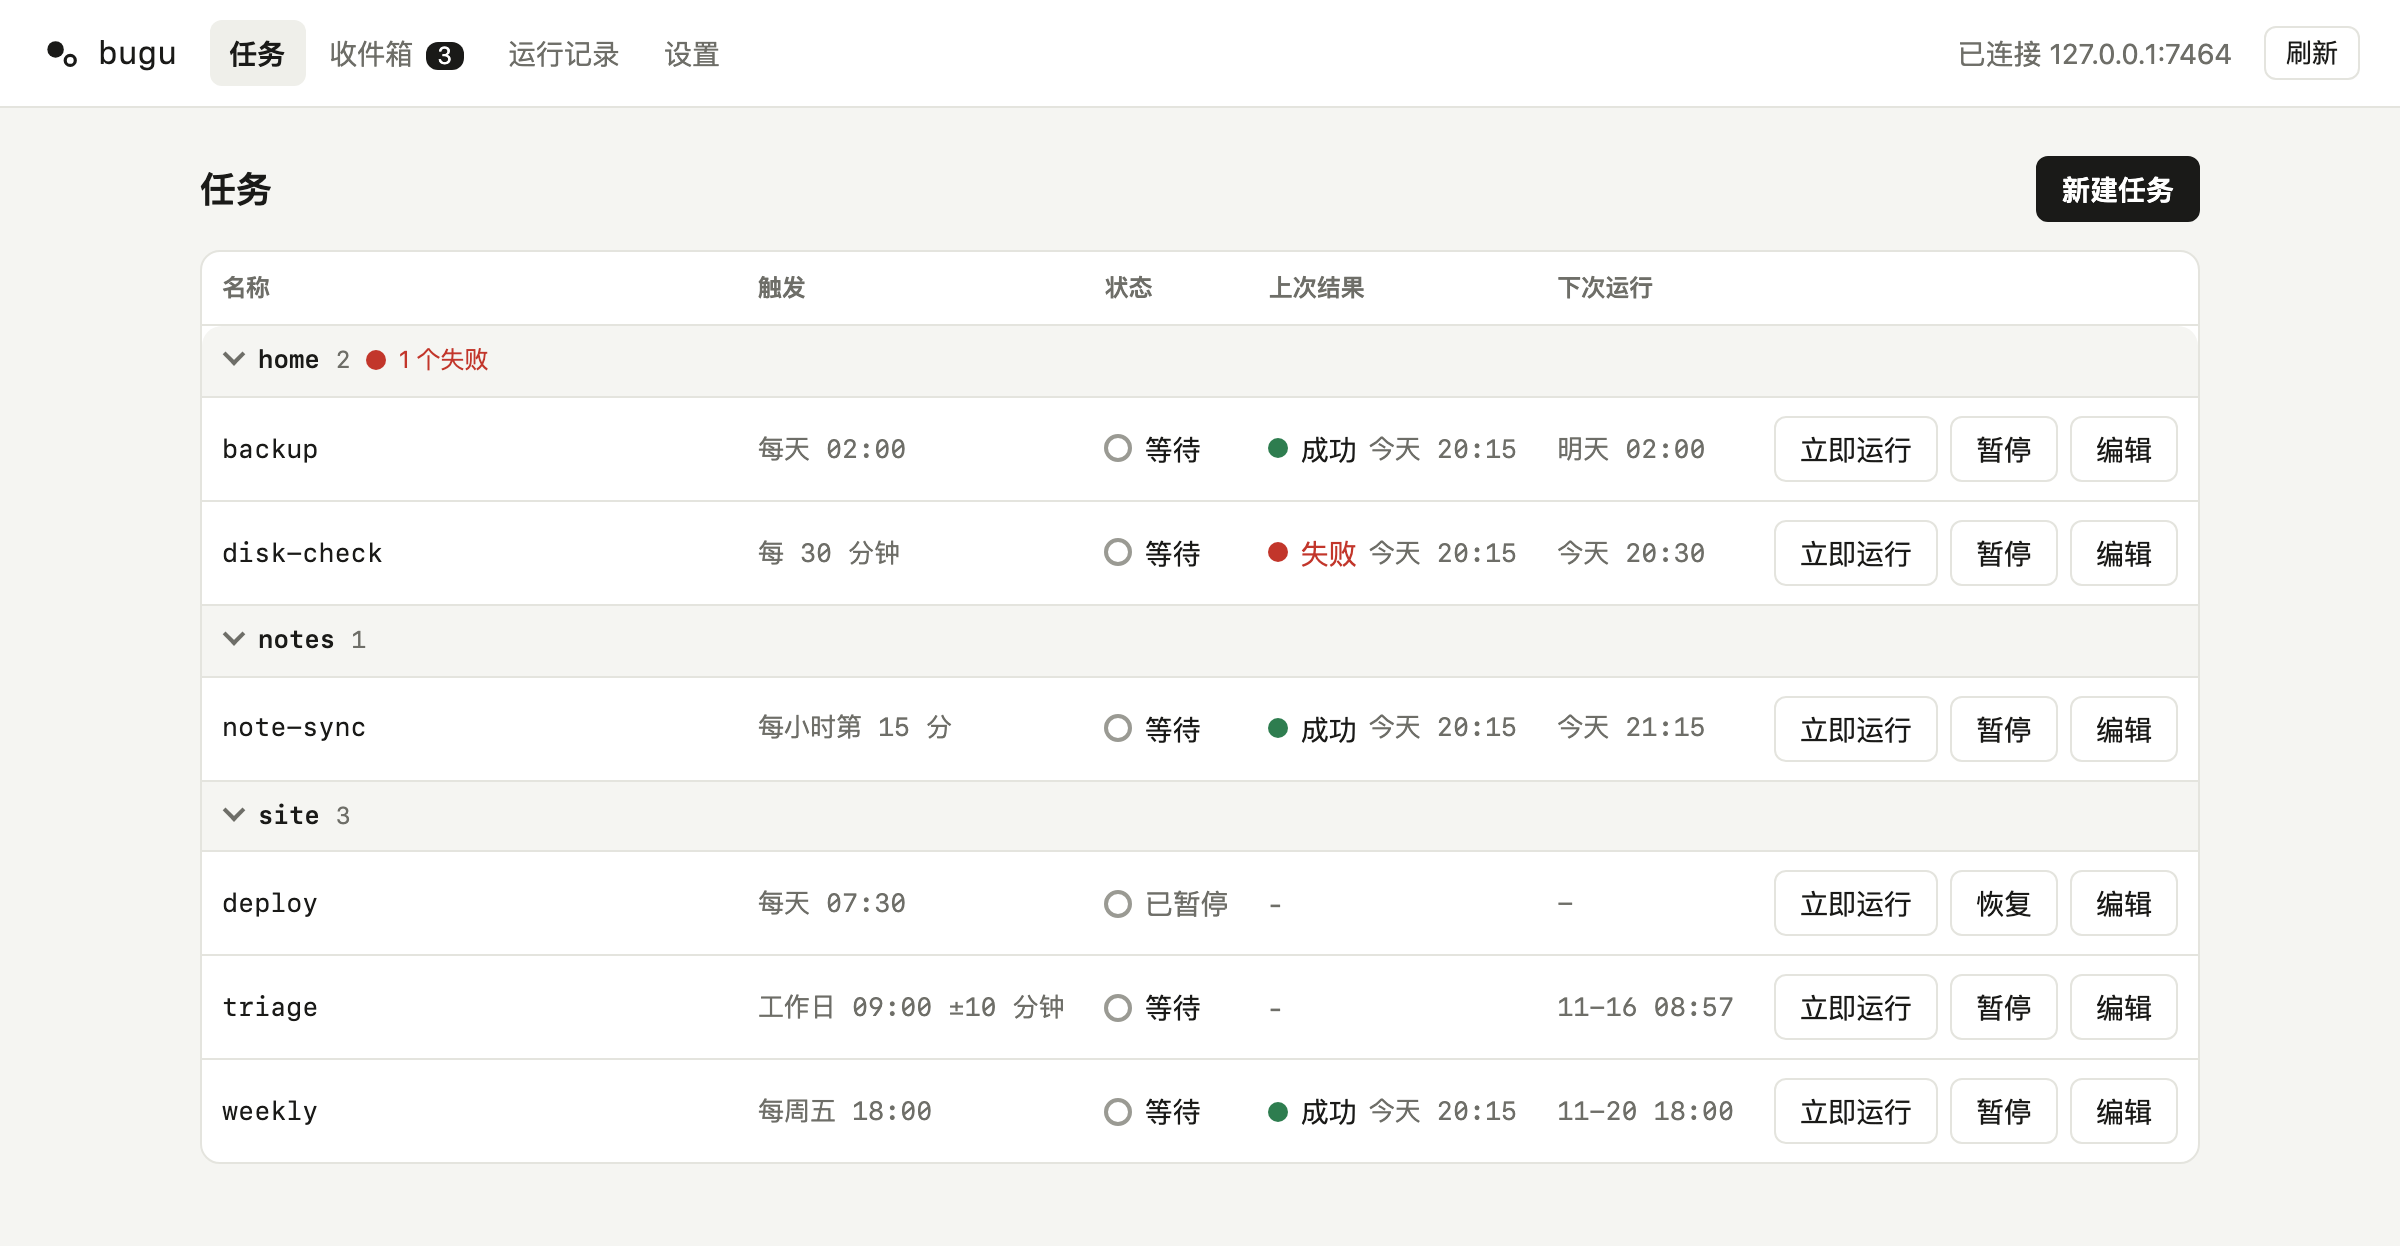 bugu 任务 收件箱 3 运行记录 设置 已连接 127.0.0.1:7464 刷新
任务 新建任务
名称 触发 状态 上次结果 下次运行
home 2 1 个失败
backup 每天 02:00 等待 成功 今天 20:15 明天 02:00 立即运行 暂停 编辑
disk-check 每 30 分钟 等待 失败 今天 20:15 今天 20:30 立即运行 暂停 编辑
notes 1
note-sync 每小时第 15 分 等待 成功 今天 20:15 今天 21:15 立即运行 暂停 编辑
site 3
deploy 每天 07:30 已暂停 - - 立即运行 恢复 编辑
triage 工作日 09:00 ±10 分钟 等待 - 11-16 08:57 立即运行 暂停 编辑
weekly 每周五 18:00 等待 成功 今天 20:15 11-20 18:00 立即运行 暂停 编辑